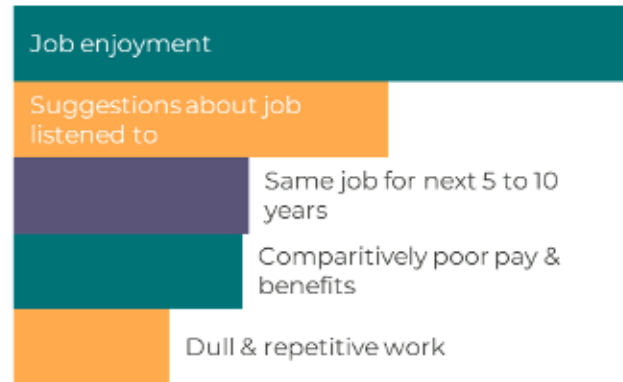 Job enjoyment
Suggestions about job
listened to
Same job for next 5 to 10
years
Comparitively poor pay &
benefits
Dull & repetitive work